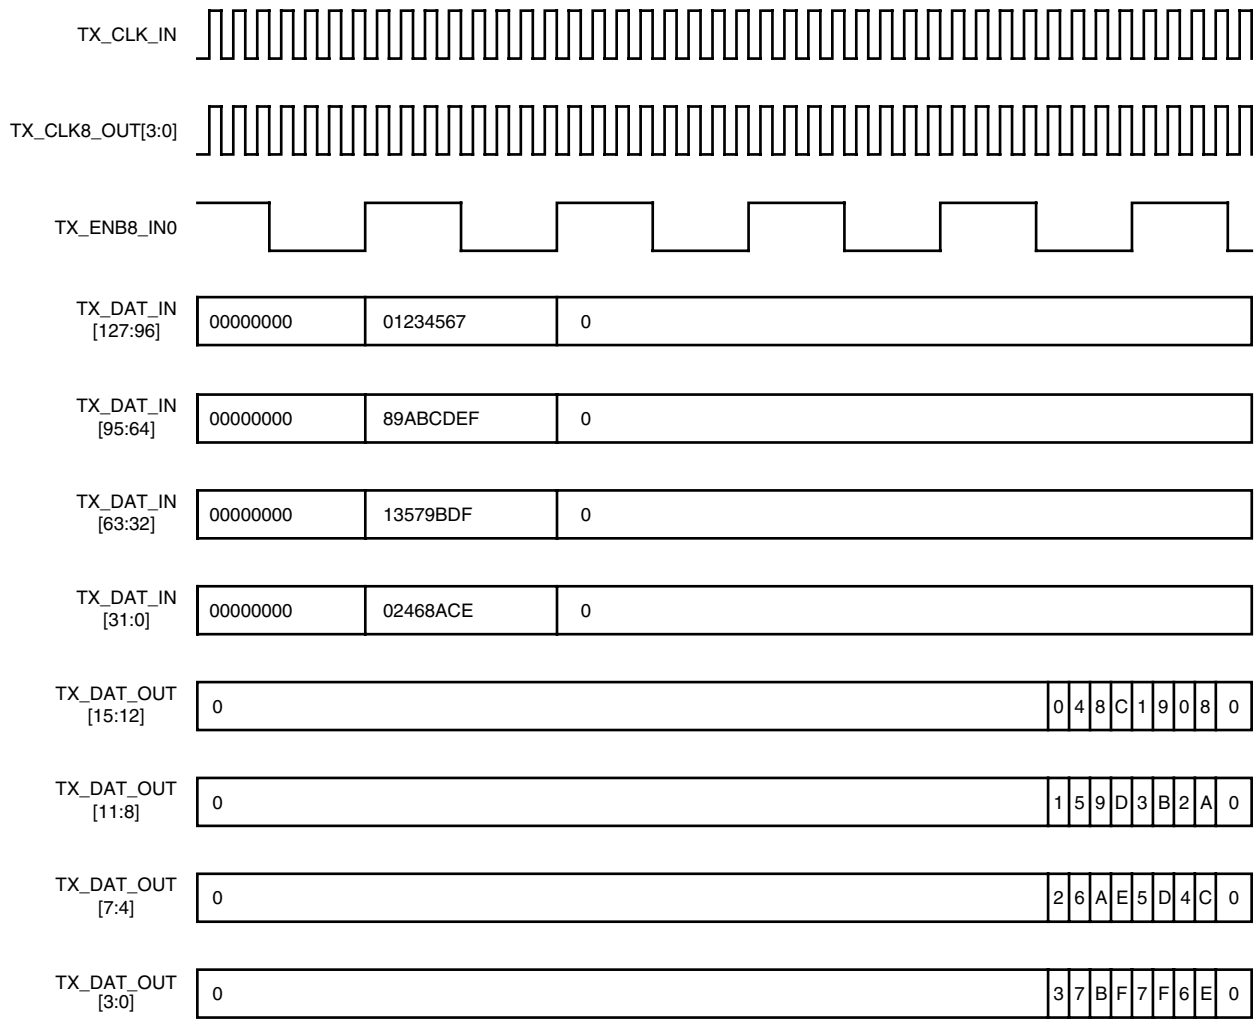 TX_CLK_IN
TX_CLK8_OUT[3:0]
TX_ENB8_IN0
TX_DAT_IN
[127:96]
00000000 01234567 0
TX_DAT_IN
[95:64]
00000000 89ABCDEF 0
TX_DAT_IN
[63:32]
00000000 13579BDF 0
TX_DAT_IN
[31:0]
00000000 02468ACE 0
TX_DAT_OUT
[15:12]
0 0 4 8 C 1 9 0 8 0
TX_DAT_OUT
[11:8]
0 1 5 9 D 3 B 2 A 0
TX_DAT_OUT
[7:4]
0 2 6 A E 5 D 4 C 0
TX_DAT_OUT
[3:0]
0 3 7 B F 7 F 6 E 0